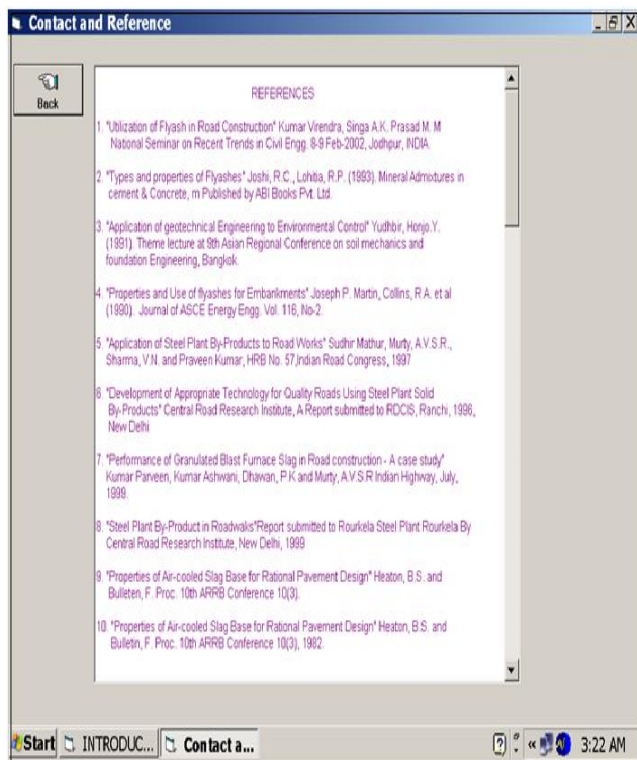 Contact and Reference
Back
REFERENCES
1. "Utilization of Flyash in Road Construction" Kumar Virendra, Singa A.K. Prasad M. M
National Seminar on Recent Trends in Civil Engg. 8-9 Feb-2002, Jodhpur, INDIA
2. "Types and properties of Flyashes" Joshi, R.C., Lohitia, R.P. (1993). Mineral Admixtures in
cement & Concrete, m Published by ABI Books Pvt. Ltd.
3. "Application of geotechnical Engineering to Environmental Control" Yudhbir, Honjo.Y.
(1991). Theme lecture at 9th Asian Regional Conference on soil mechanics and
foundation Engineering, Bangkok.
4. "Properties and Use of flyashes for Embankments" Joseph P. Martin, Collins, R.A. et al
(1990). Journal of ASCE Energy Engg. Vol. 116, No-2.
5. "Application of Steel Plant By-Products to Road Works" Sudhir Mathur, Murty, A.V.S.R.,
Sharma, V.N. and Praveen Kumar, HRB No. 57,Indian Road Congress, 1997
6. "Development of Appropriate Technology for Quality Roads Using Steel Plant Solid
By-Products" Central Road Research Institute, A Report submitted to RDCIS, Ranchi, 1996,
New Delhi
7. "Performance of Granulated Blast Furnace Slag in Road construction - A case study"
Kumar Parveen, Kumar Ashwani, Dhawan, P.K and Murty, A.V.S.R Indian Highway, July,
1999.
8. "Steel Plant By-Product in Roadwaks"Report submitted to Rourkela Steel Plant Rourkela By
Central Road Research Institute, New Delhi, 1999
9. "Properties of Air-cooled Slag Base for Rational Pavement Design" Heaton, B.S. and
Bulleten, F. Proc. 10th ARRB Conference 10(3).
10. "Properties of Air-cooled Slag Base for Rational Pavement Design" Heaton, B.S. and
Bulletin, F. Proc. 10th ARRB Conference 10(3), 1982.
Start INTRODUC... Contact a... 3:22 AM